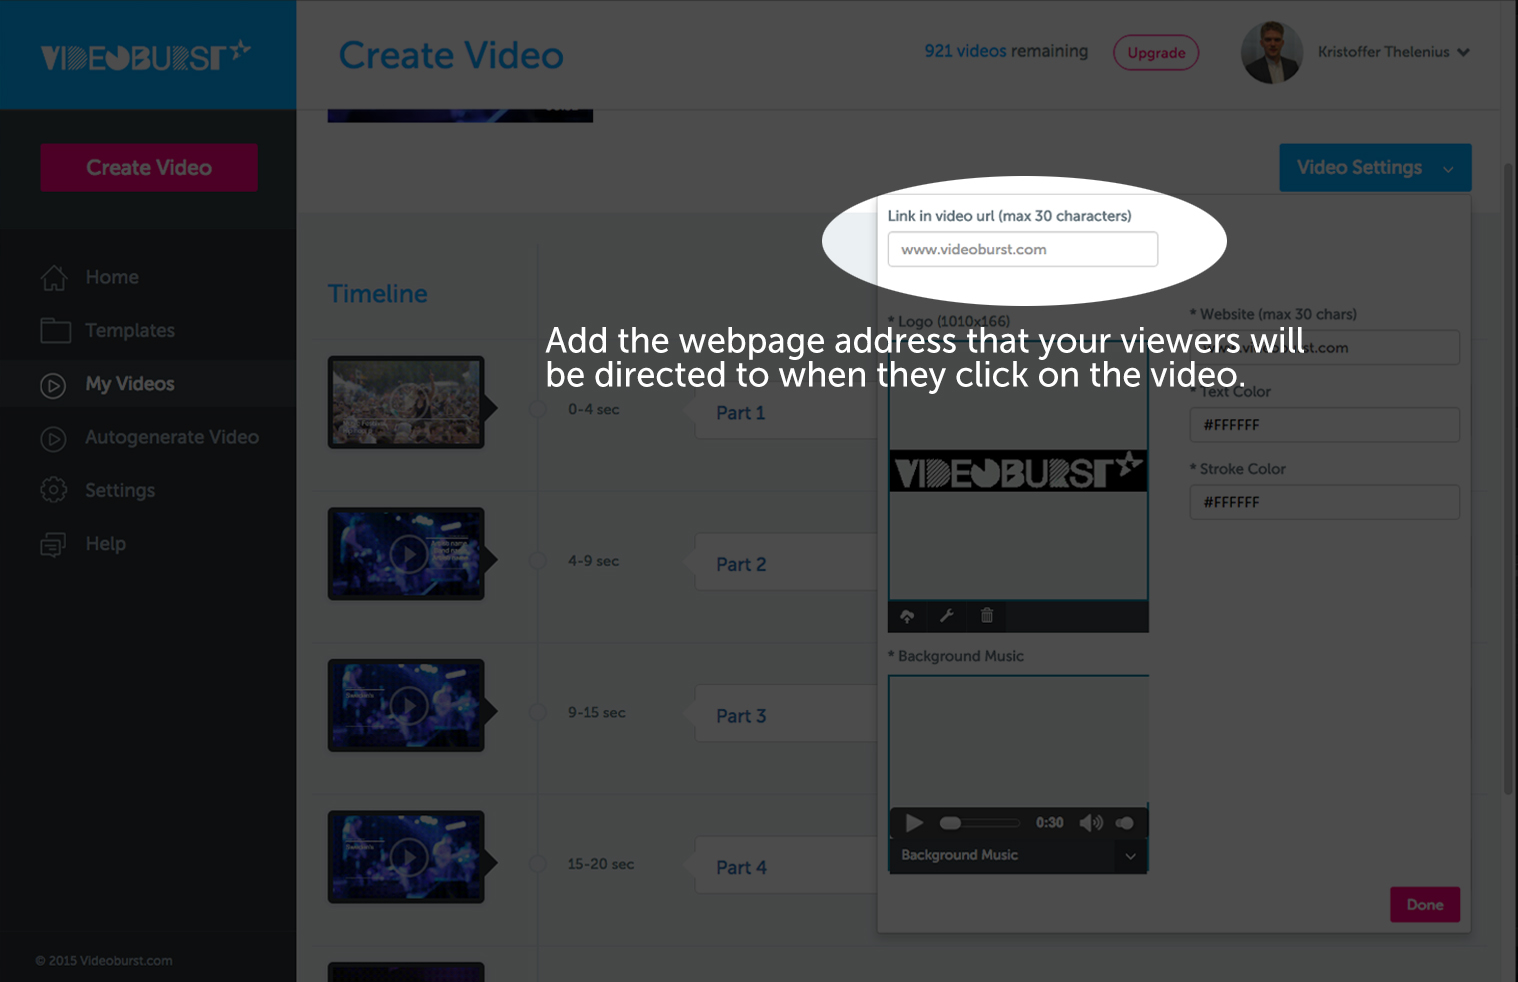 VIDEOBURST
Create Video
921 videos remaining
Upgrade
Kristoffer Thelenius
Create Video
Video Settings
Home
Templates
My Videos
Autogenerate Video
Settings
Help
© 2015 Videoburst.com
Link in video url (max 30 characters)
www.videoburst.com
Add the webpage address that your viewers will
be directed to when they click on the video.
Timeline
0-4 sec
Part 1
4-9 sec
Part 2
9-15 sec
Part 3
15-20 sec
Part 4
* Logo (1010x166)
VIDEOBURST
* Website (max 30 chars)
* Text Color
#FFFFFF
* Stroke Color
#FFFFFF
* Background Music
0:30
Background Music
Done